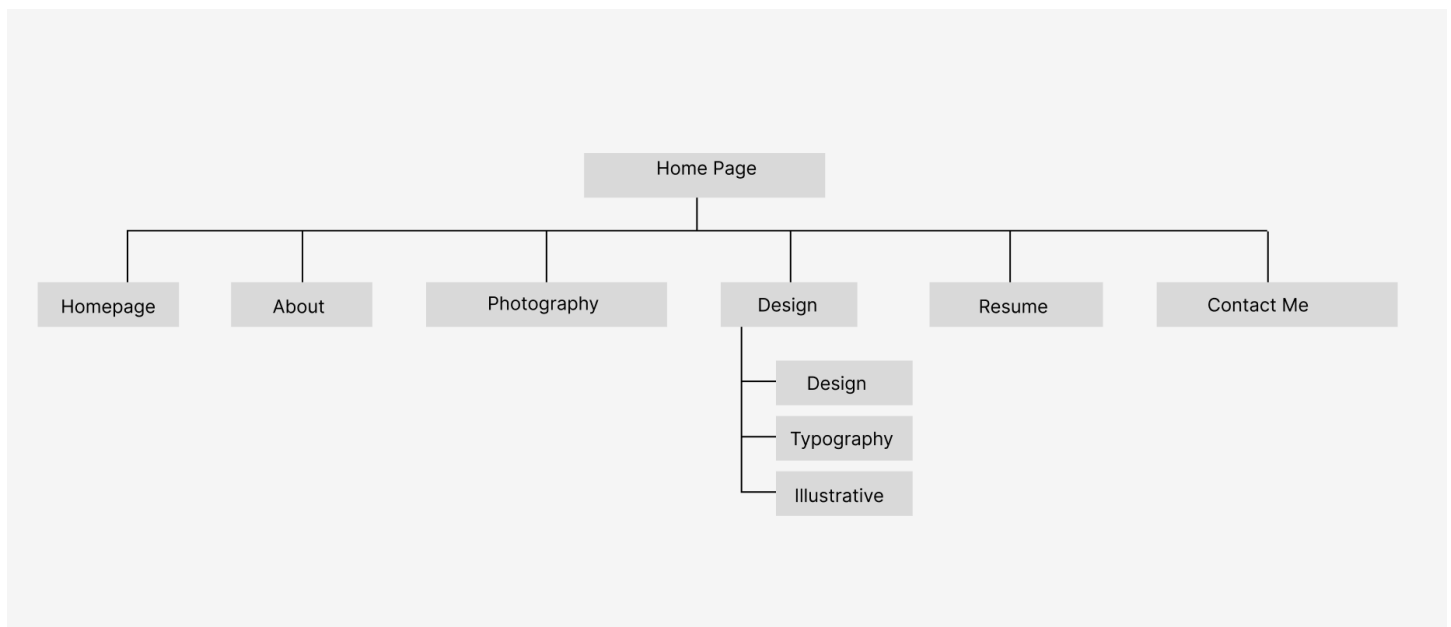 Home Page
Homepage
About
Photography
Design
Resume
Contact Me
Design
Typography
Illustrative